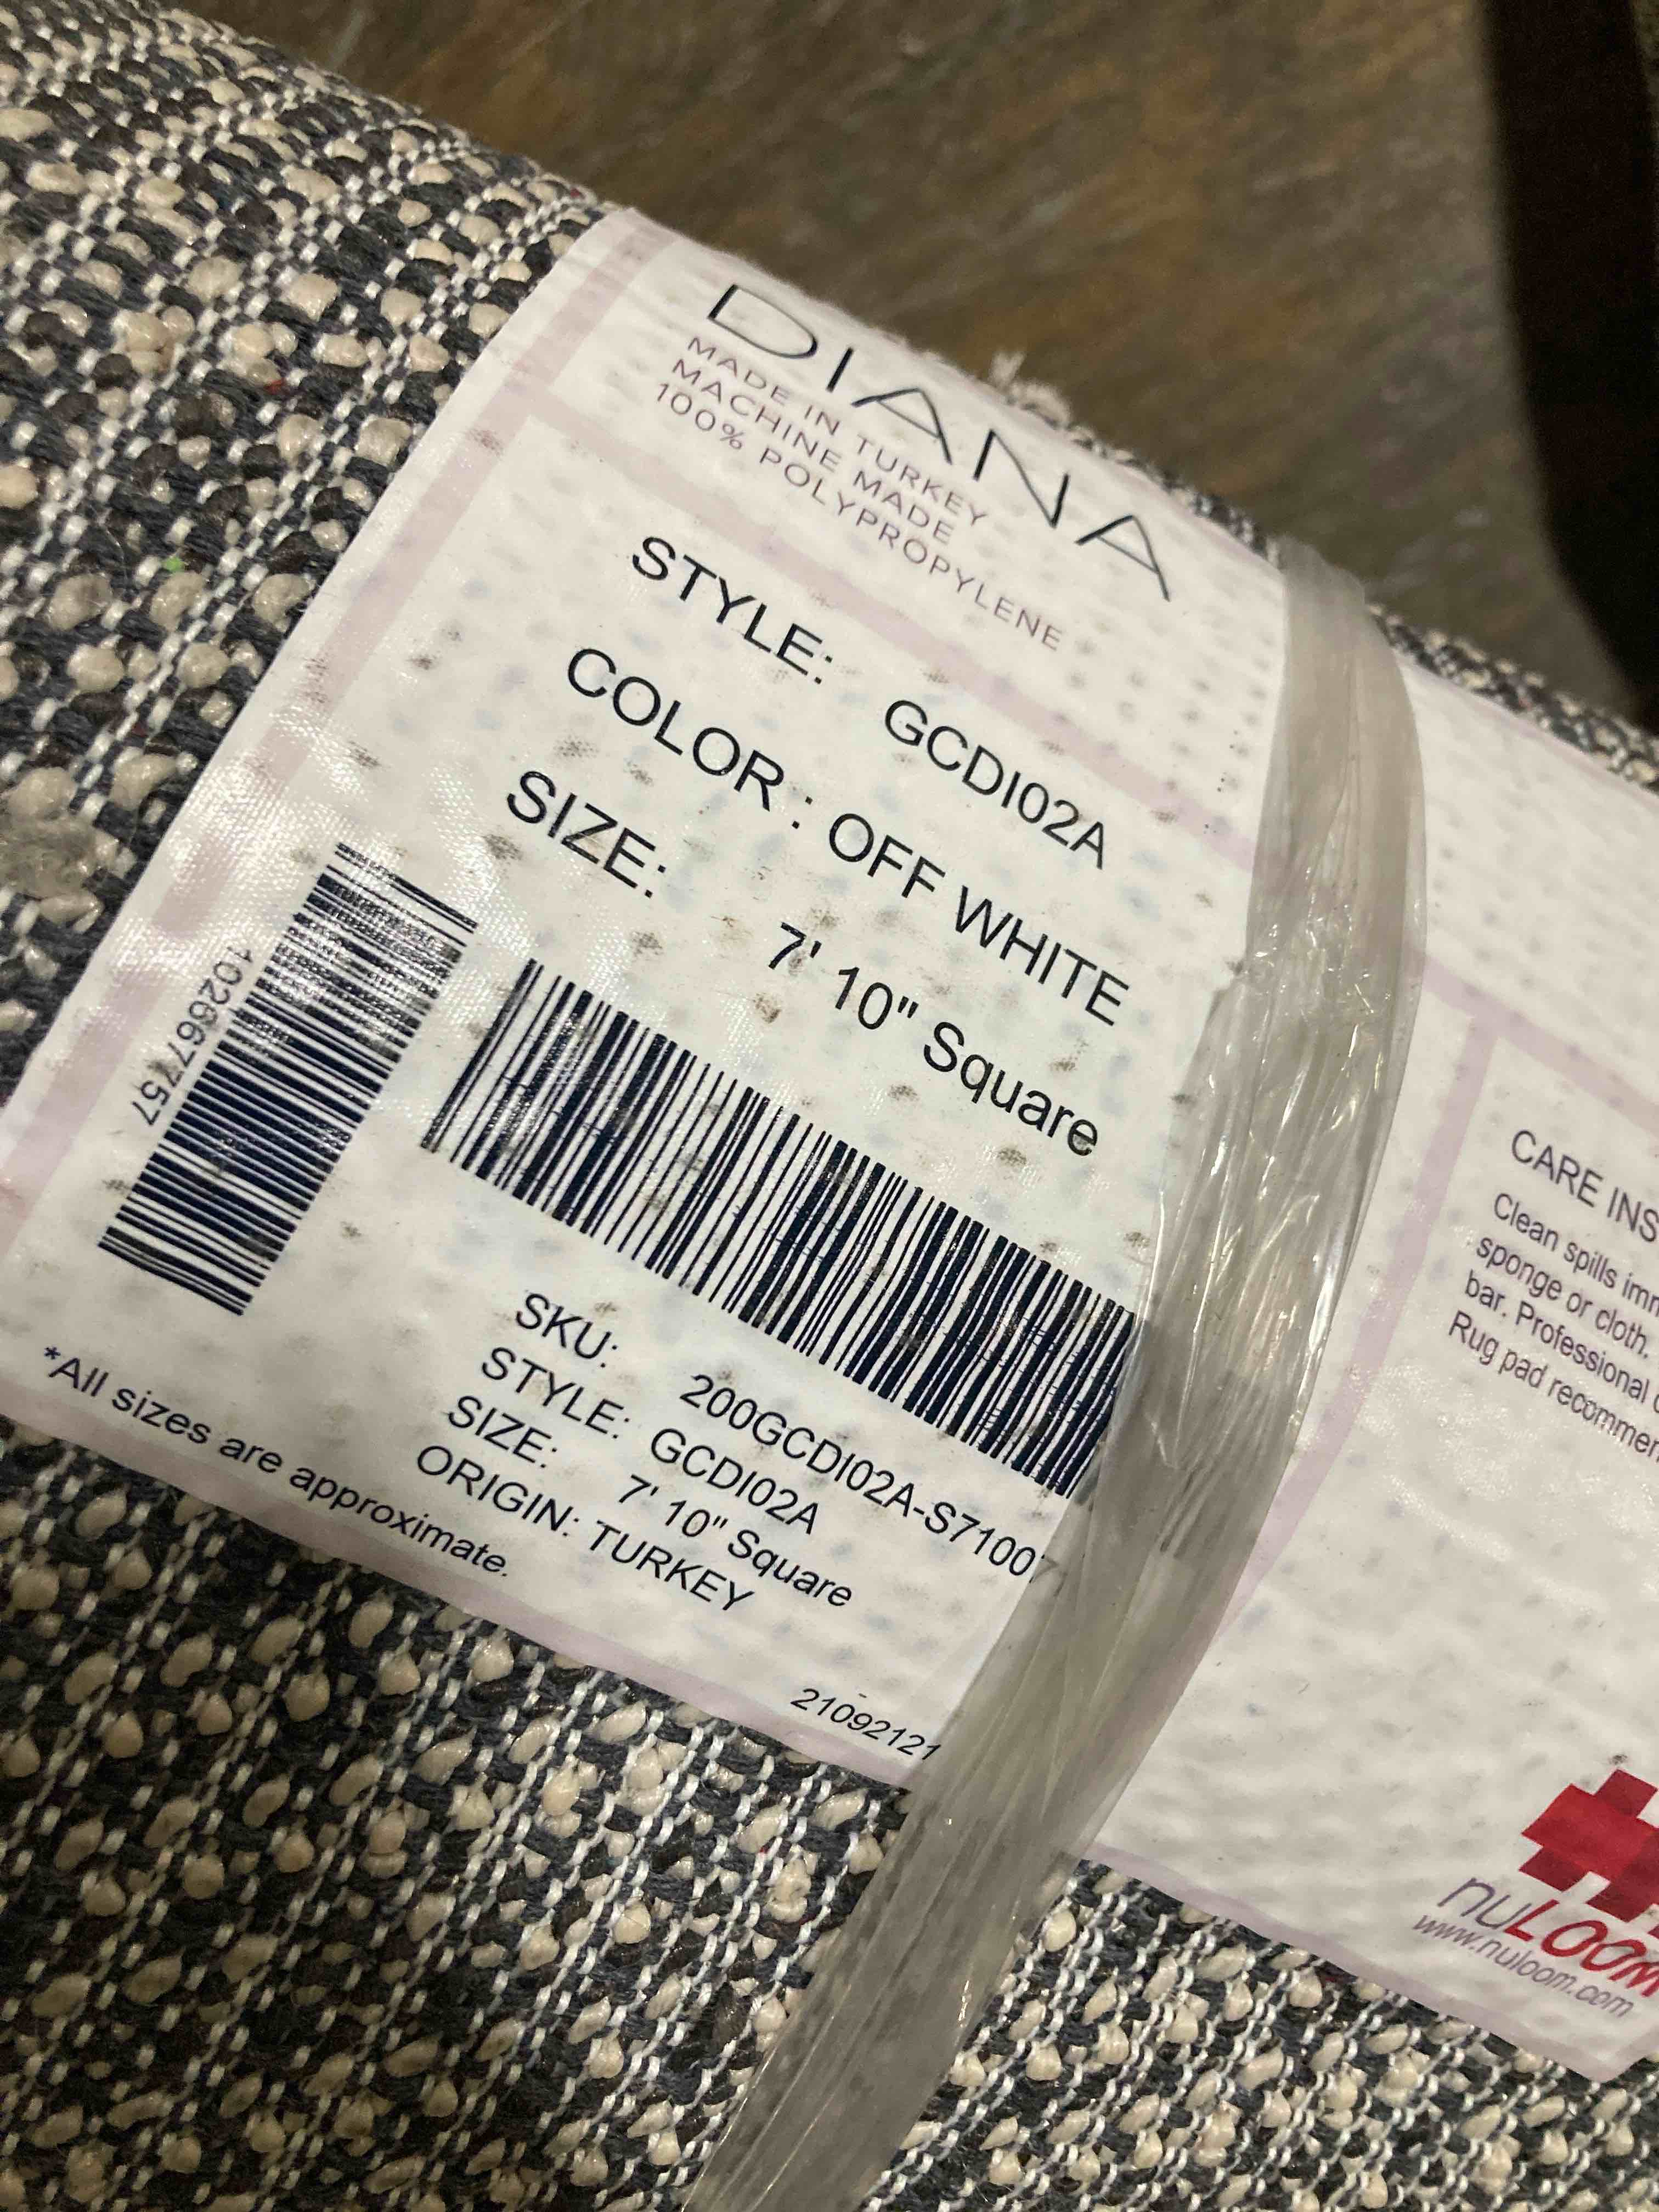 DIANA
MADE IN TURKEY
MACHINE MADE
100% POLYPROPYLENE
STYLE: GCDI02A
COLOR : OFF WHITE
SIZE: 7' 10" Square
102667757
SKU: 200GCDI02A-S71007
STYLE: GCDI02A
SIZE: 7' 10" Square
ORIGIN: TURKEY
*All sizes are approximate.
21092121
CARE INS
Clean spills imm
sponge or cloth.
bar. Professional
Rug pad recommen
nuLOOM
www.nuloom.com